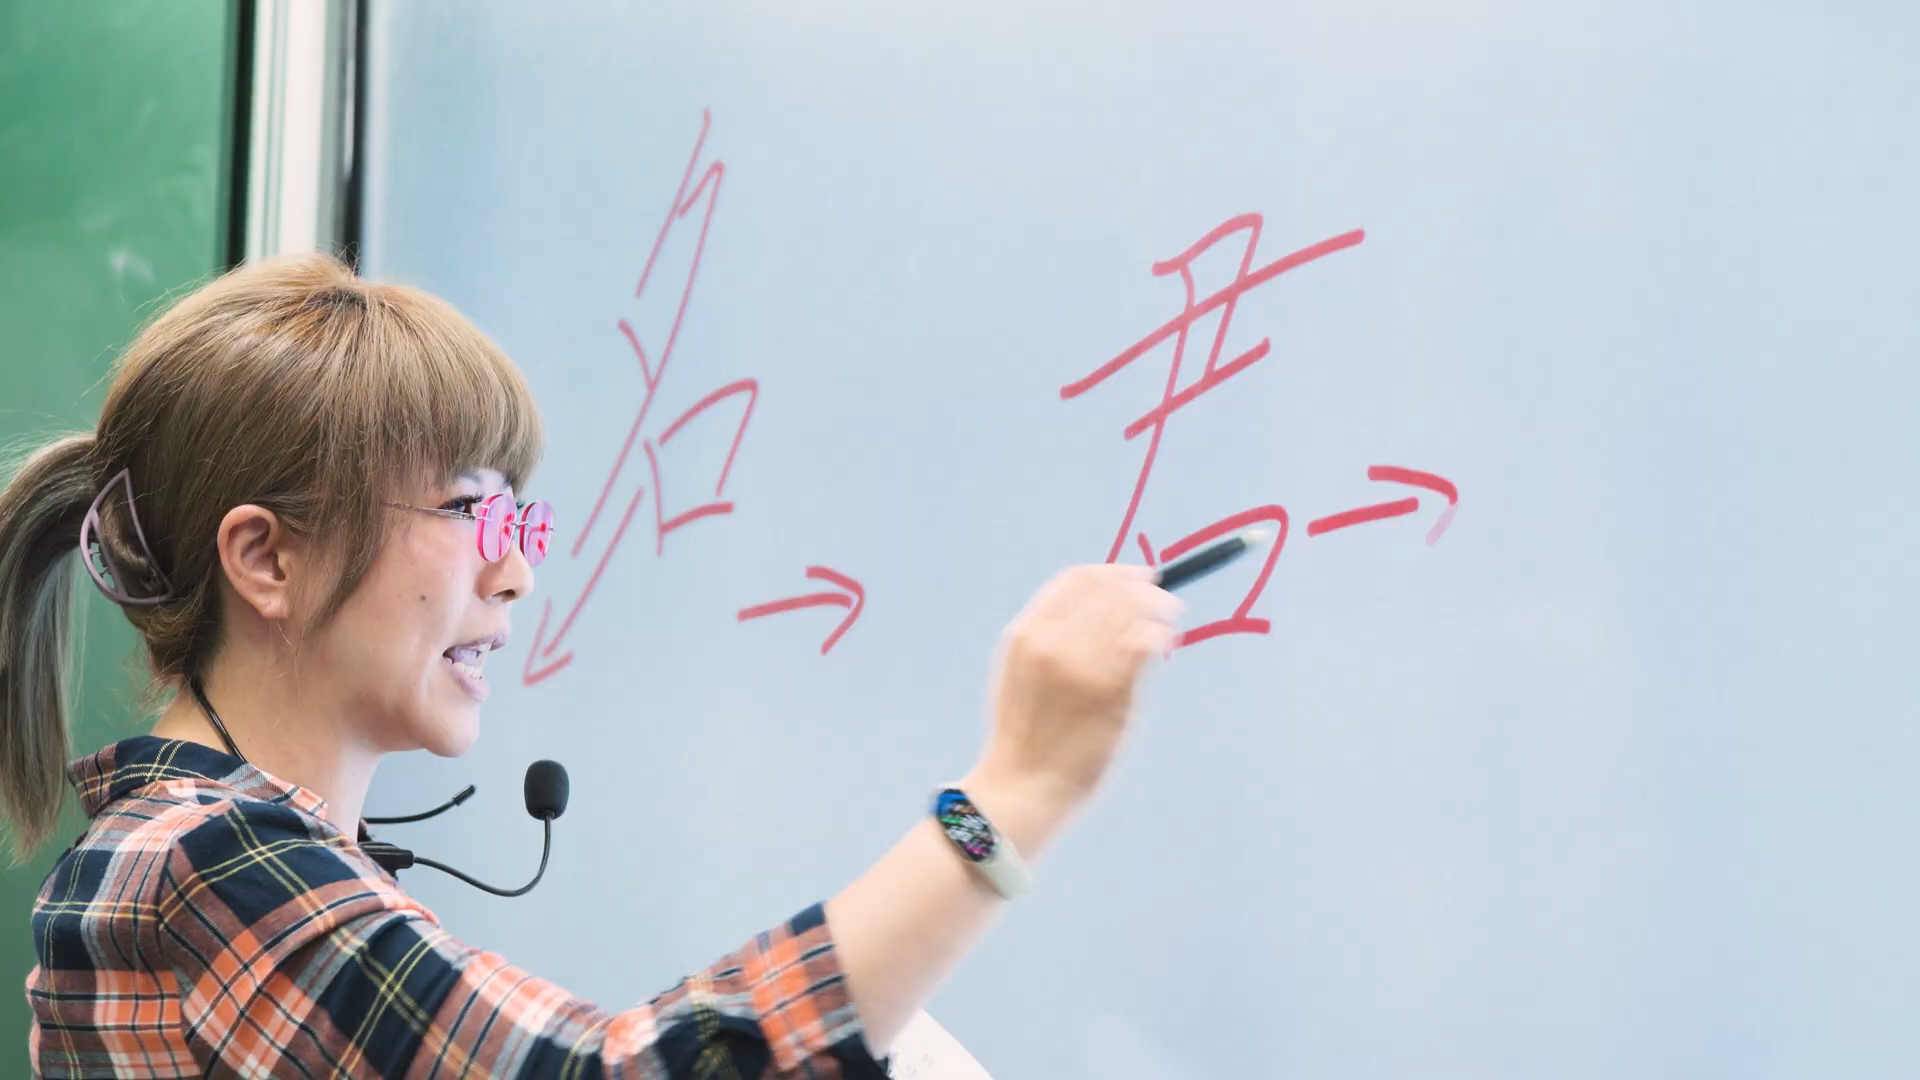 名 → 君 →